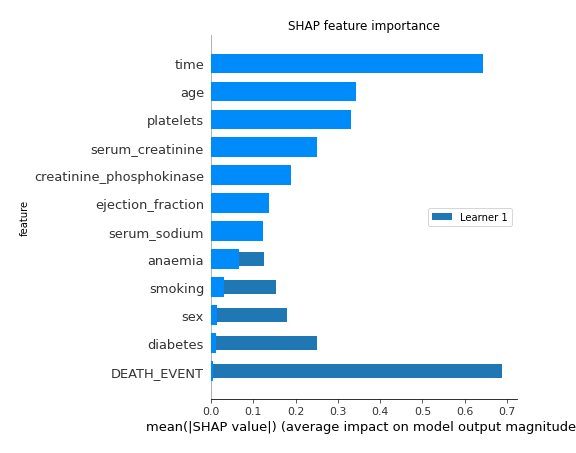 SHAP feature importance
time
age
platelets
serum_creatinine
creatinine_phosphokinase
ejection_fraction
serum_sodium
anaemia
smoking
sex
diabetes
DEATH_EVENT
feature
Learner 1
0.0 0.1 0.2 0.3 0.4 0.5 0.6 0.7
mean(|SHAP value|) (average impact on model output magnitude